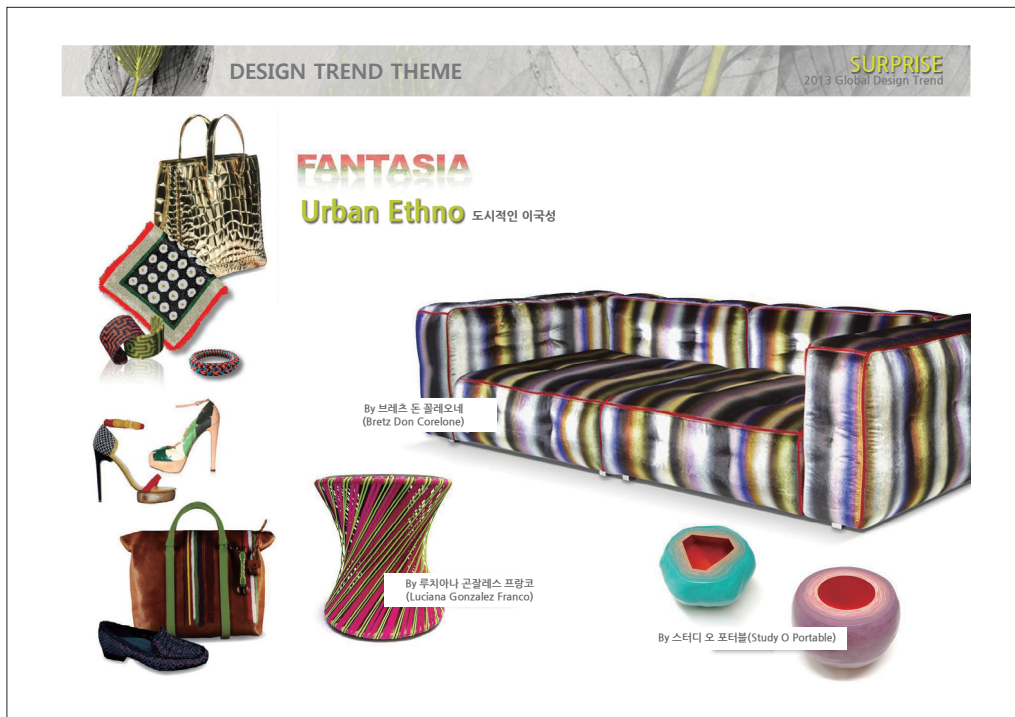 DESIGN TREND THEME
SURPRISE
2013 Global Design Trend
FANTASIA
Urban Ethno 도시적인 이국성
By 브레츠 돈 꼴레오네
(Bretz Don Corelone)
By 루치아나 곤잘레스 프랑코
(Luciana Gonzalez Franco)
By 스터디 오 포터블(Study O Portable)